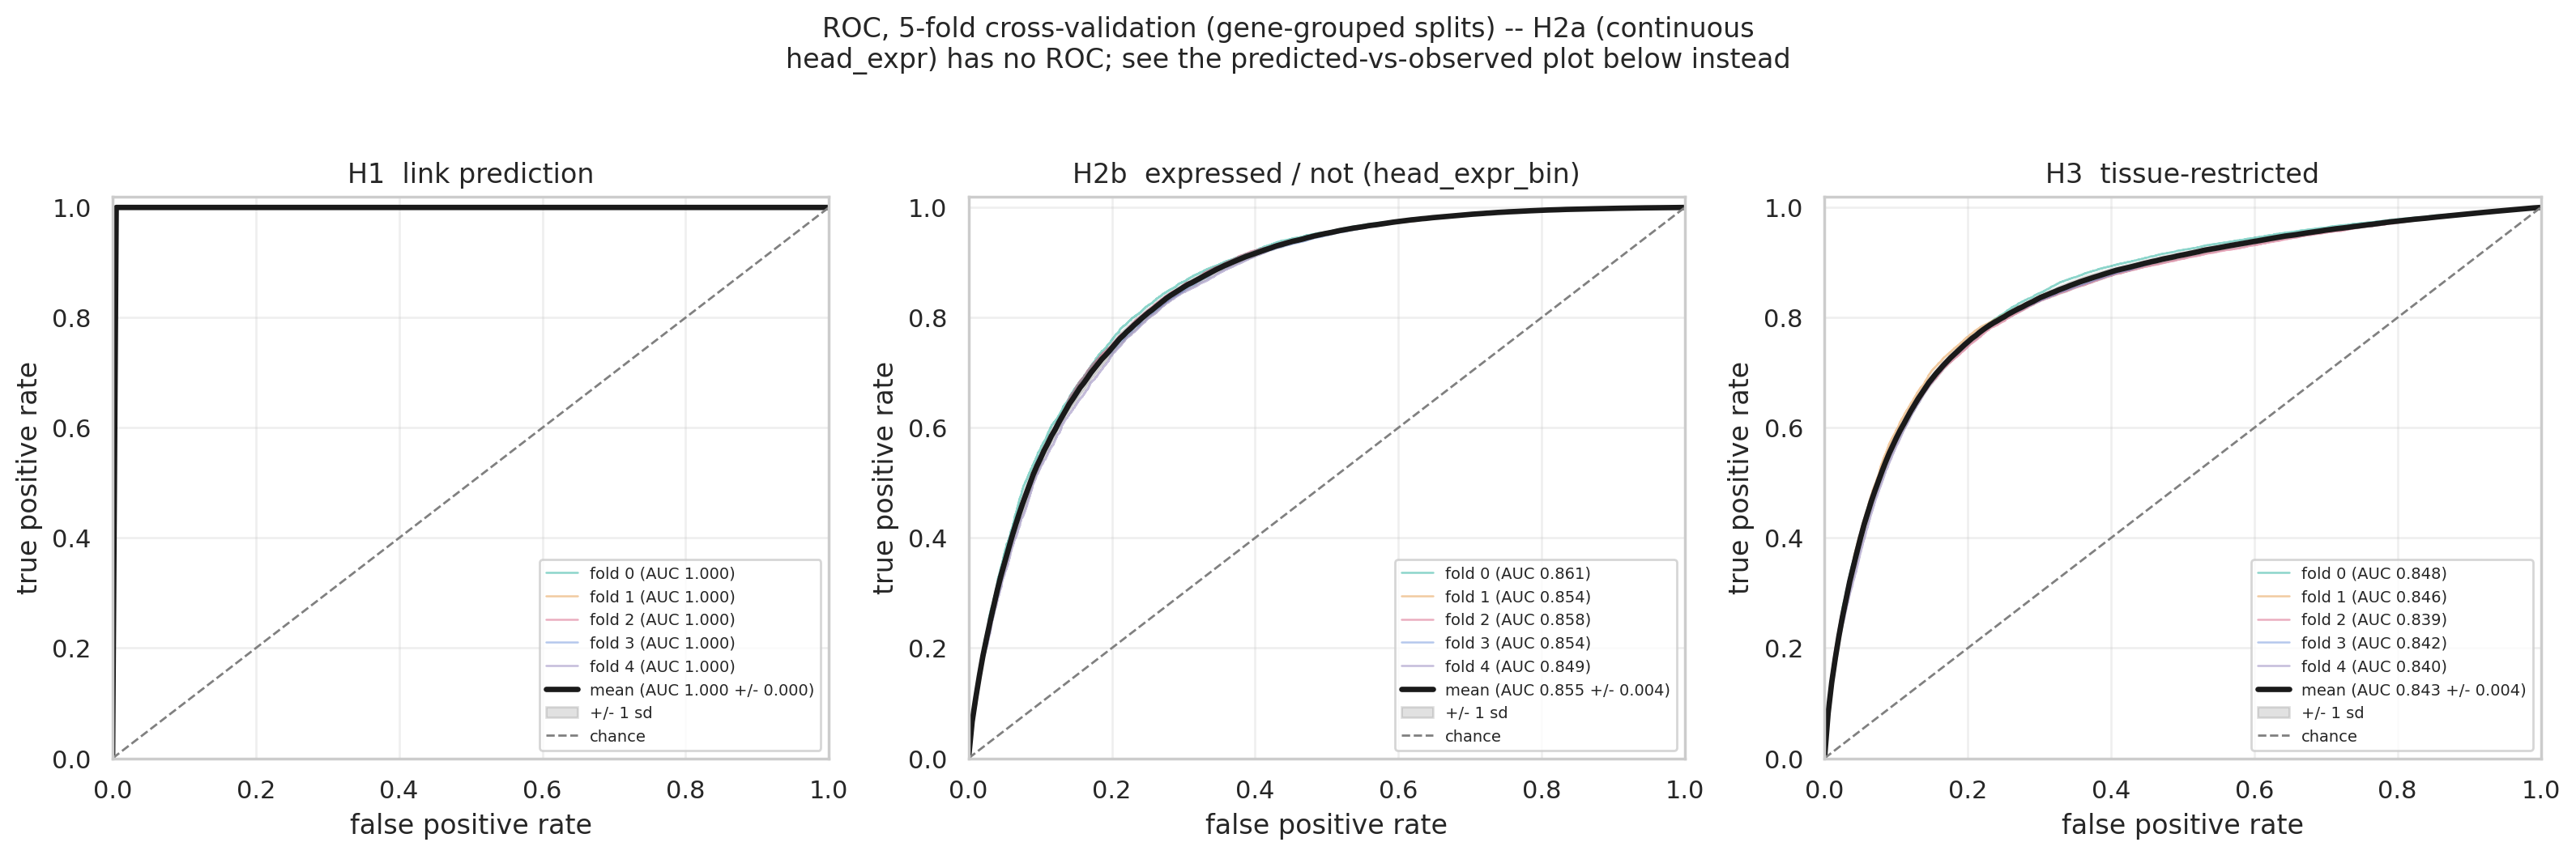 ROC, 5-fold cross-validation (gene-grouped splits) -- H2a (continuous
head_expr) has no ROC; see the predicted-vs-observed plot below instead
H1  link prediction
1.0
0.8
0.6
0.4
0.2
0.0
true positive rate
0.0 0.2 0.4 0.6 0.8 1.0
false positive rate
fold 0 (AUC 1.000)
fold 1 (AUC 1.000)
fold 2 (AUC 1.000)
fold 3 (AUC 1.000)
fold 4 (AUC 1.000)
mean (AUC 1.000 +/- 0.000)
+/- 1 sd
chance
H2b  expressed / not (head_expr_bin)
1.0
0.8
0.6
0.4
0.2
0.0
true positive rate
0.0 0.2 0.4 0.6 0.8 1.0
false positive rate
fold 0 (AUC 0.861)
fold 1 (AUC 0.854)
fold 2 (AUC 0.858)
fold 3 (AUC 0.854)
fold 4 (AUC 0.849)
mean (AUC 0.855 +/- 0.004)
+/- 1 sd
chance
H3  tissue-restricted
1.0
0.8
0.6
0.4
0.2
0.0
true positive rate
0.0 0.2 0.4 0.6 0.8 1.0
false positive rate
fold 0 (AUC 0.848)
fold 1 (AUC 0.846)
fold 2 (AUC 0.839)
fold 3 (AUC 0.842)
fold 4 (AUC 0.840)
mean (AUC 0.843 +/- 0.004)
+/- 1 sd
chance